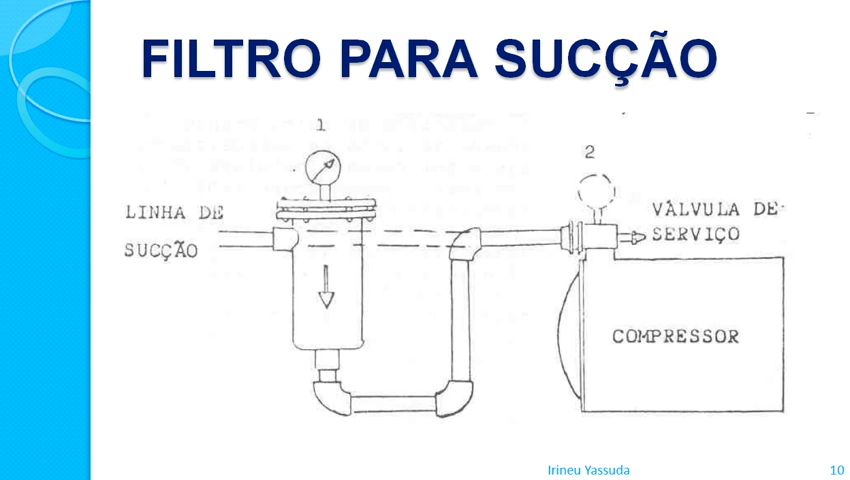 FILTRO PARA SUCÇÃO
1
2
LINHA DE
SUCÇÃO
VÁLVULA DE
SERVIÇO
COMPRESSOR
Irineu Yassuda
10